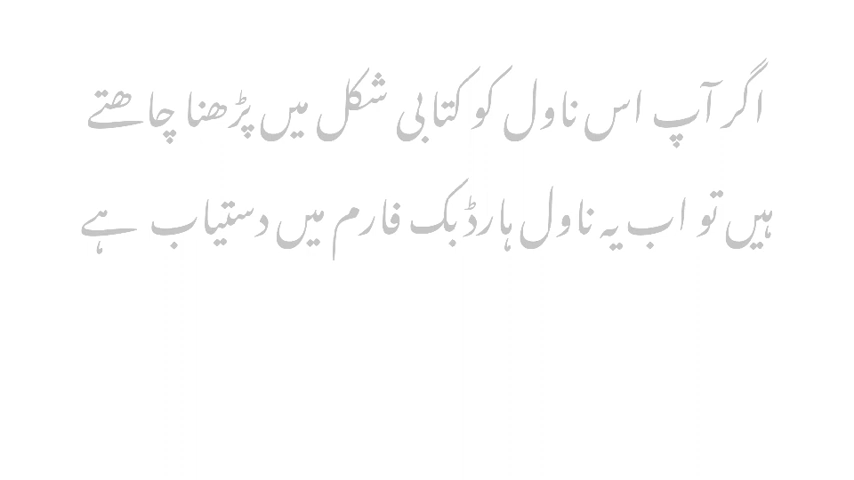 اگر آپ اس ناول کو کتابی شکل میں پڑھنا چاھتے
ہیں تو اب یہ ناول ہارڈ بک فارم میں دستیاب ہے